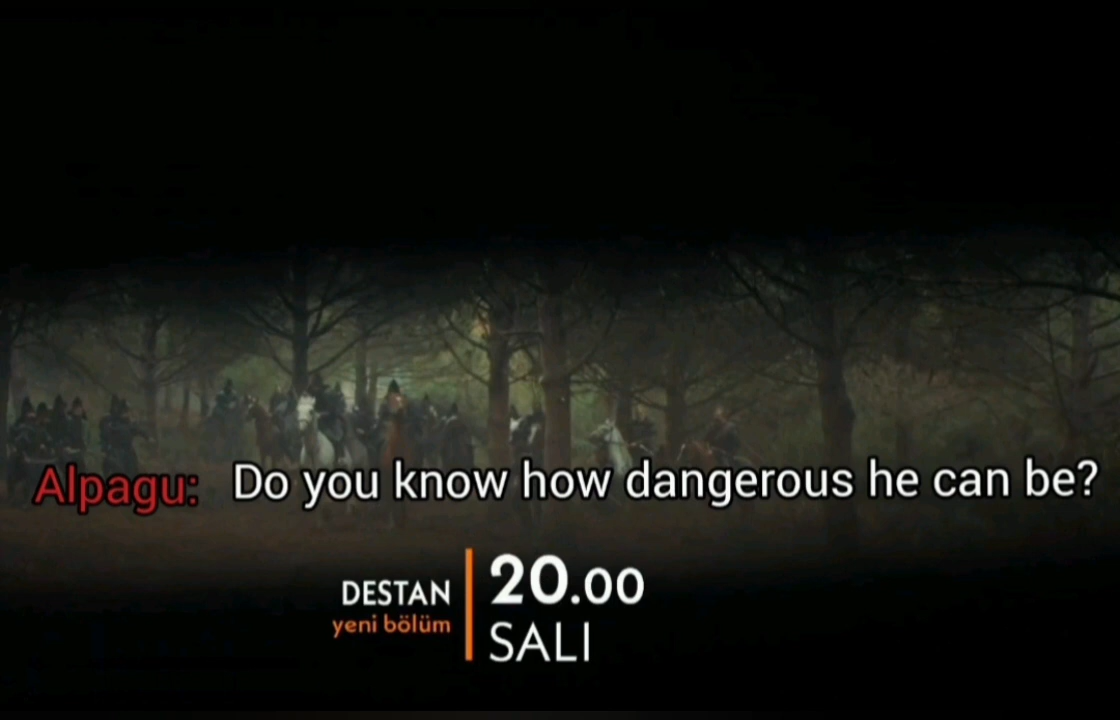 Alpagu: Do you know how dangerous he can be?
DESTAN
yeni bölüm
20.00
SALI